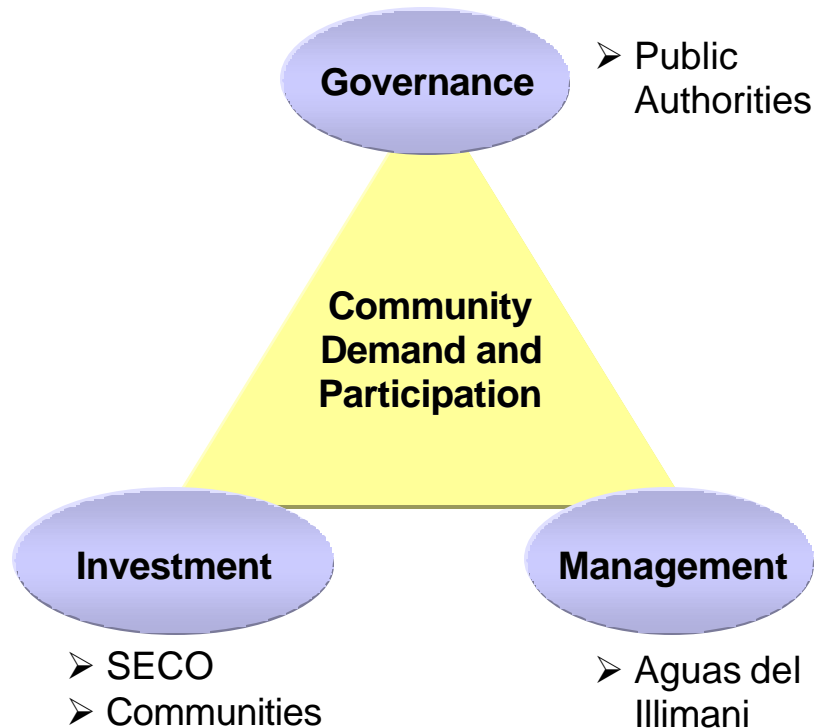 Governance
➢ Public
Authorities
Community
Demand and
Participation
Investment
Management
➢ SECO
➢ Communities
➢ Aguas del
Illimani